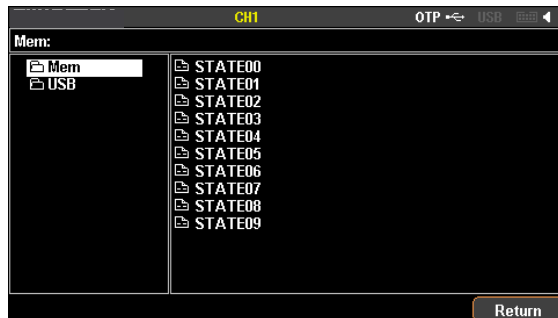 CH1 OTP USB
Mem:
Mem
USB
STATE00
STATE01
STATE02
STATE03
STATE04
STATE05
STATE06
STATE07
STATE08
STATE09
Return